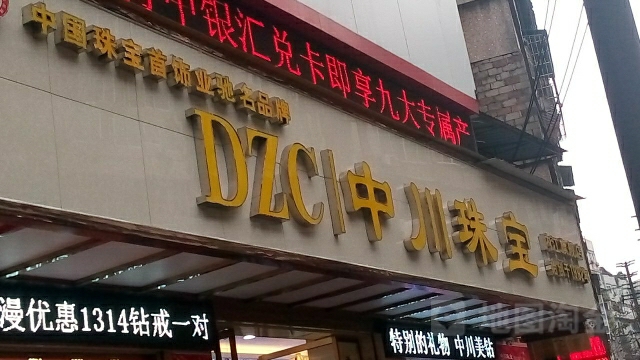 中银汇兑卡即享九大专属产
中国珠宝首饰业驰名品牌
DZC 中川珠宝
漫优惠1314钻戒一对
特别的礼物 中川美钻